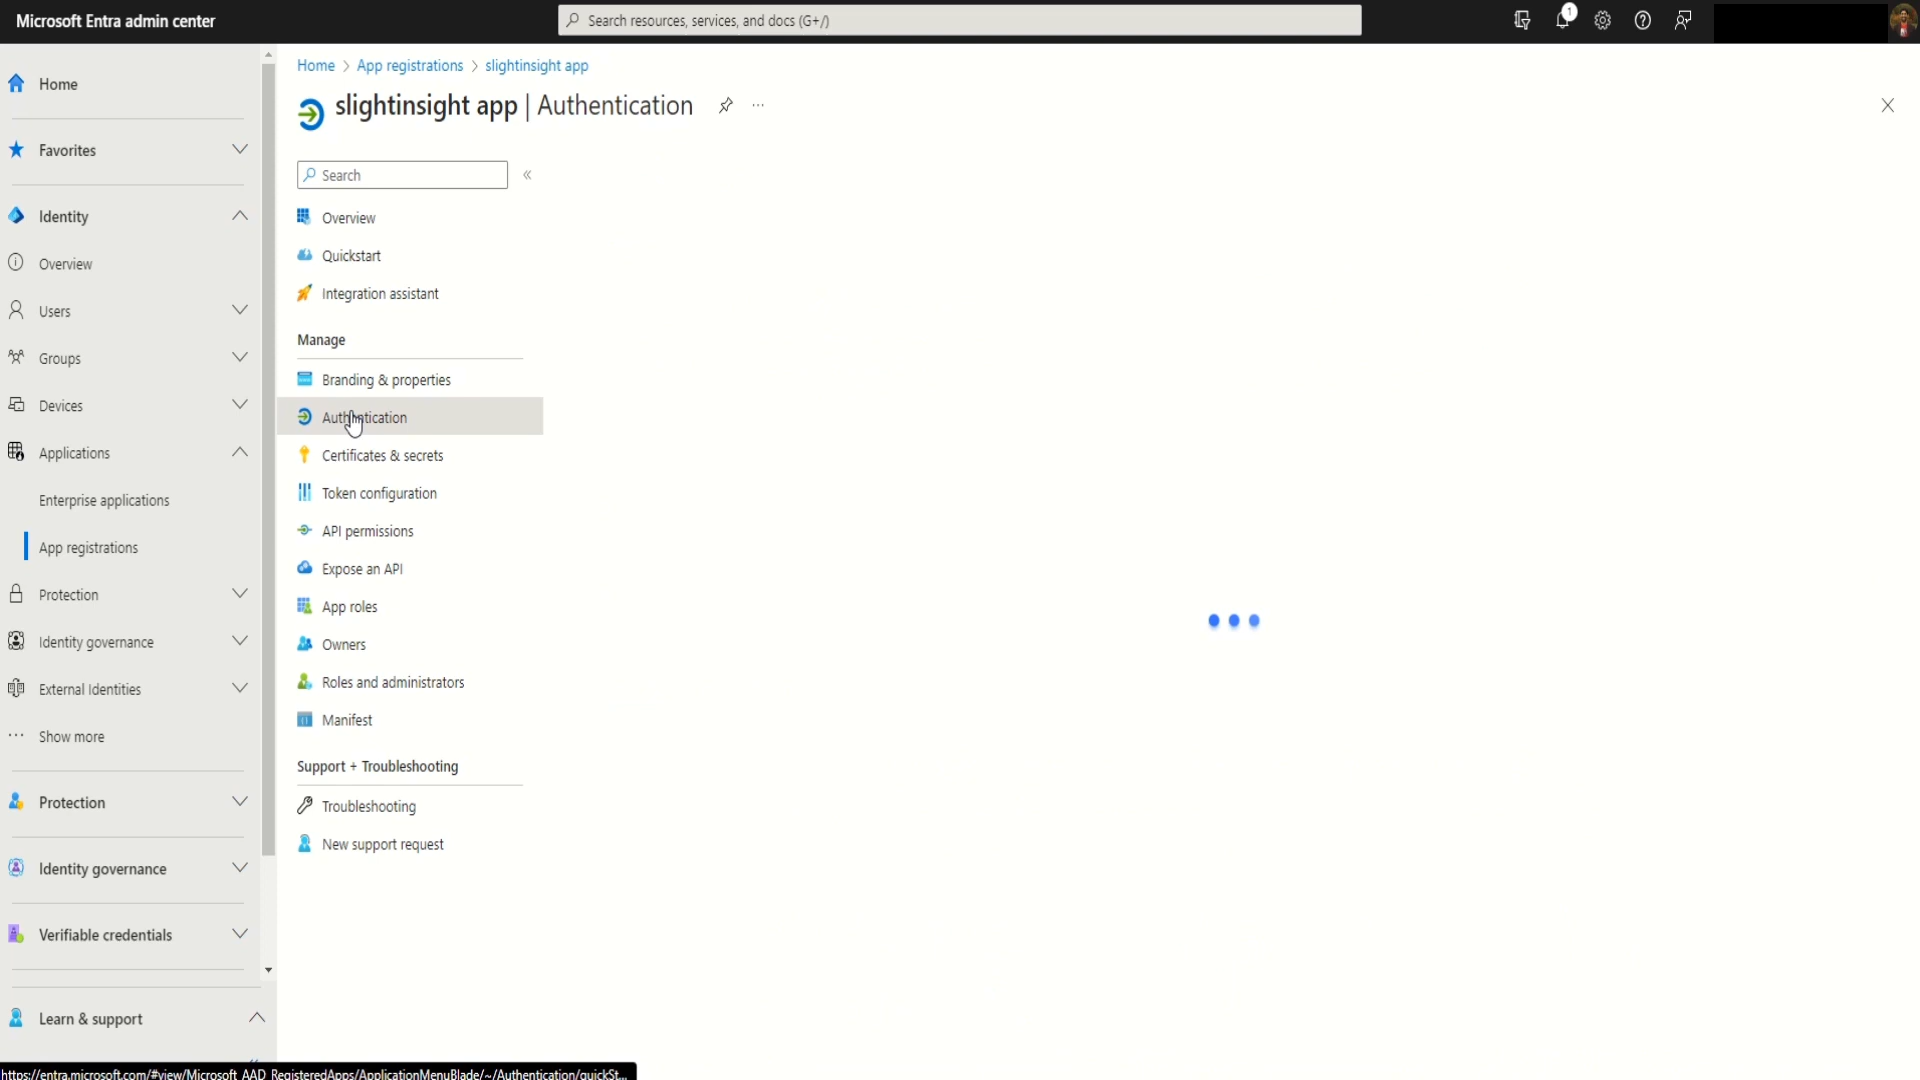 Microsoft Entra admin center
Search resources, services, and docs (G+/)
1
Home
Favorites
Identity
Overview
Users
Groups
Devices
Applications
Enterprise applications
App registrations
Protection
Identity governance
External Identities
Show more
Protection
Identity governance
Verifiable credentials
Learn & support
Home > App registrations > slightinsight app
slightinsight app | Authentication
Search
Overview
Quickstart
Integration assistant
Manage
Branding & properties
Authentication
Certificates & secrets
Token configuration
API permissions
Expose an API
App roles
Owners
Roles and administrators
Manifest
Support + Troubleshooting
Troubleshooting
New support request
https://entra.microsoft.com/#view/Microsoft_AAD_RegisteredApps/ApplicationMenuBlade/~/Authentication/quickSt...